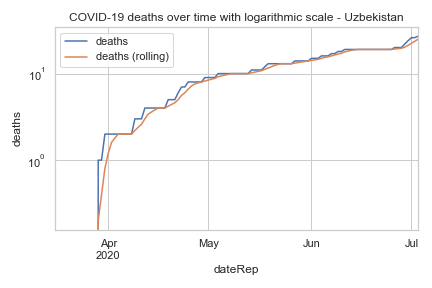 COVID-19 deaths over time with logarithmic scale - Uzbekistan
deaths
deaths (rolling)
10¹
10⁰
deaths
Apr
2020
May
Jun
Jul
dateRep